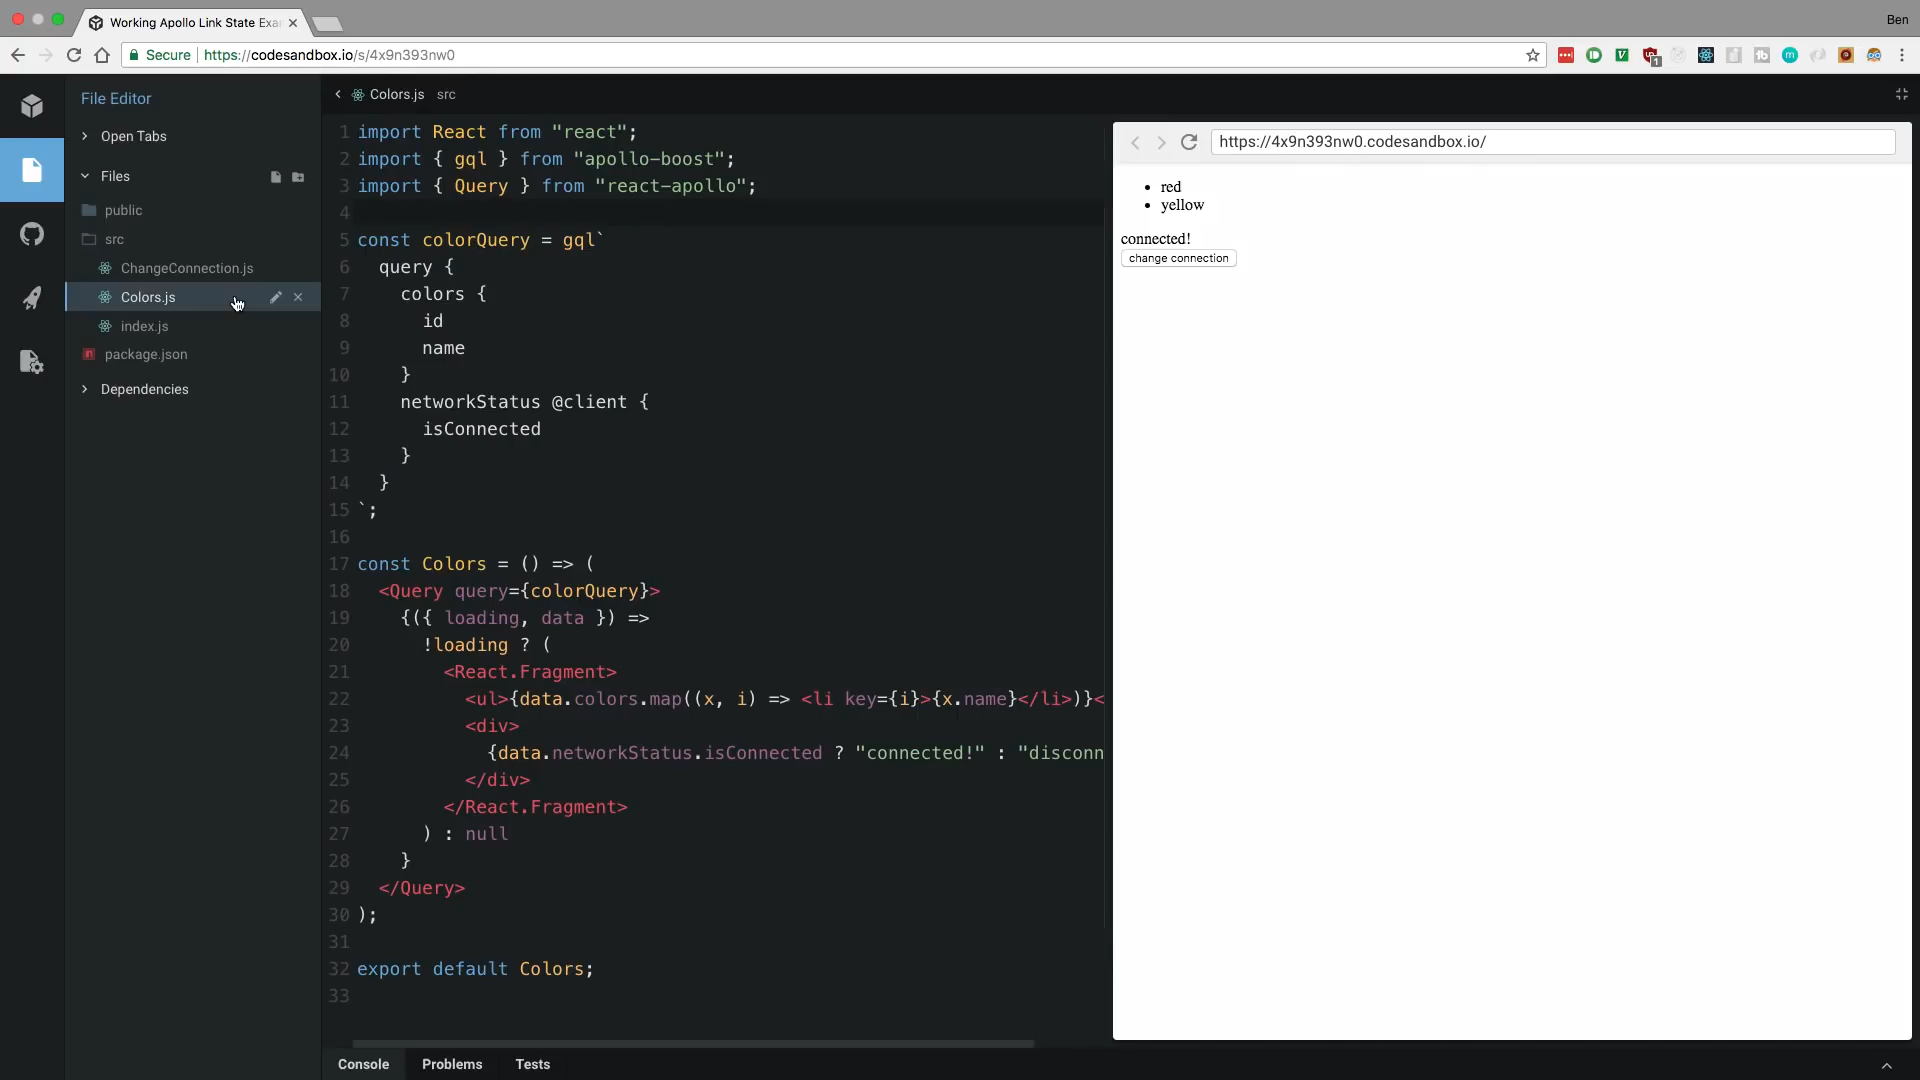 Working Apollo Link State Exa
Ben
Secure
https://codesandbox.io/s/4x9n393nw0
1
File Editor
Open Tabs
Files
public
src
ChangeConnection.js
Colors.js
index.js
package.json
Dependencies
Colors.js src
1 import React from "react";
2 import { gql } from "apollo-boost";
3 import { Query } from "react-apollo";
4
5 const colorQuery = gql`
6 query {
7 colors {
8 id
9 name
10 }
11 networkStatus @client {
12 isConnected
13 }
14 }
15 `;
16
17 const Colors = () => (
18 <Query query={colorQuery}>
19 {({ loading, data }) =>
20 !loading ? (
21 <React.Fragment>
22 <ul>{data.colors.map((x, i) => <li key={i}>{x.name}</li>)}<
23 <div>
24 {data.networkStatus.isConnected ? "connected!" : "disconn
25 </div>
26 </React.Fragment>
27 ) : null
28 }
29 </Query>
30 );
31
32 export default Colors;
33
Console Problems Tests
https://4x9n393nw0.codesandbox.io/
• red
• yellow
connected!
change connection